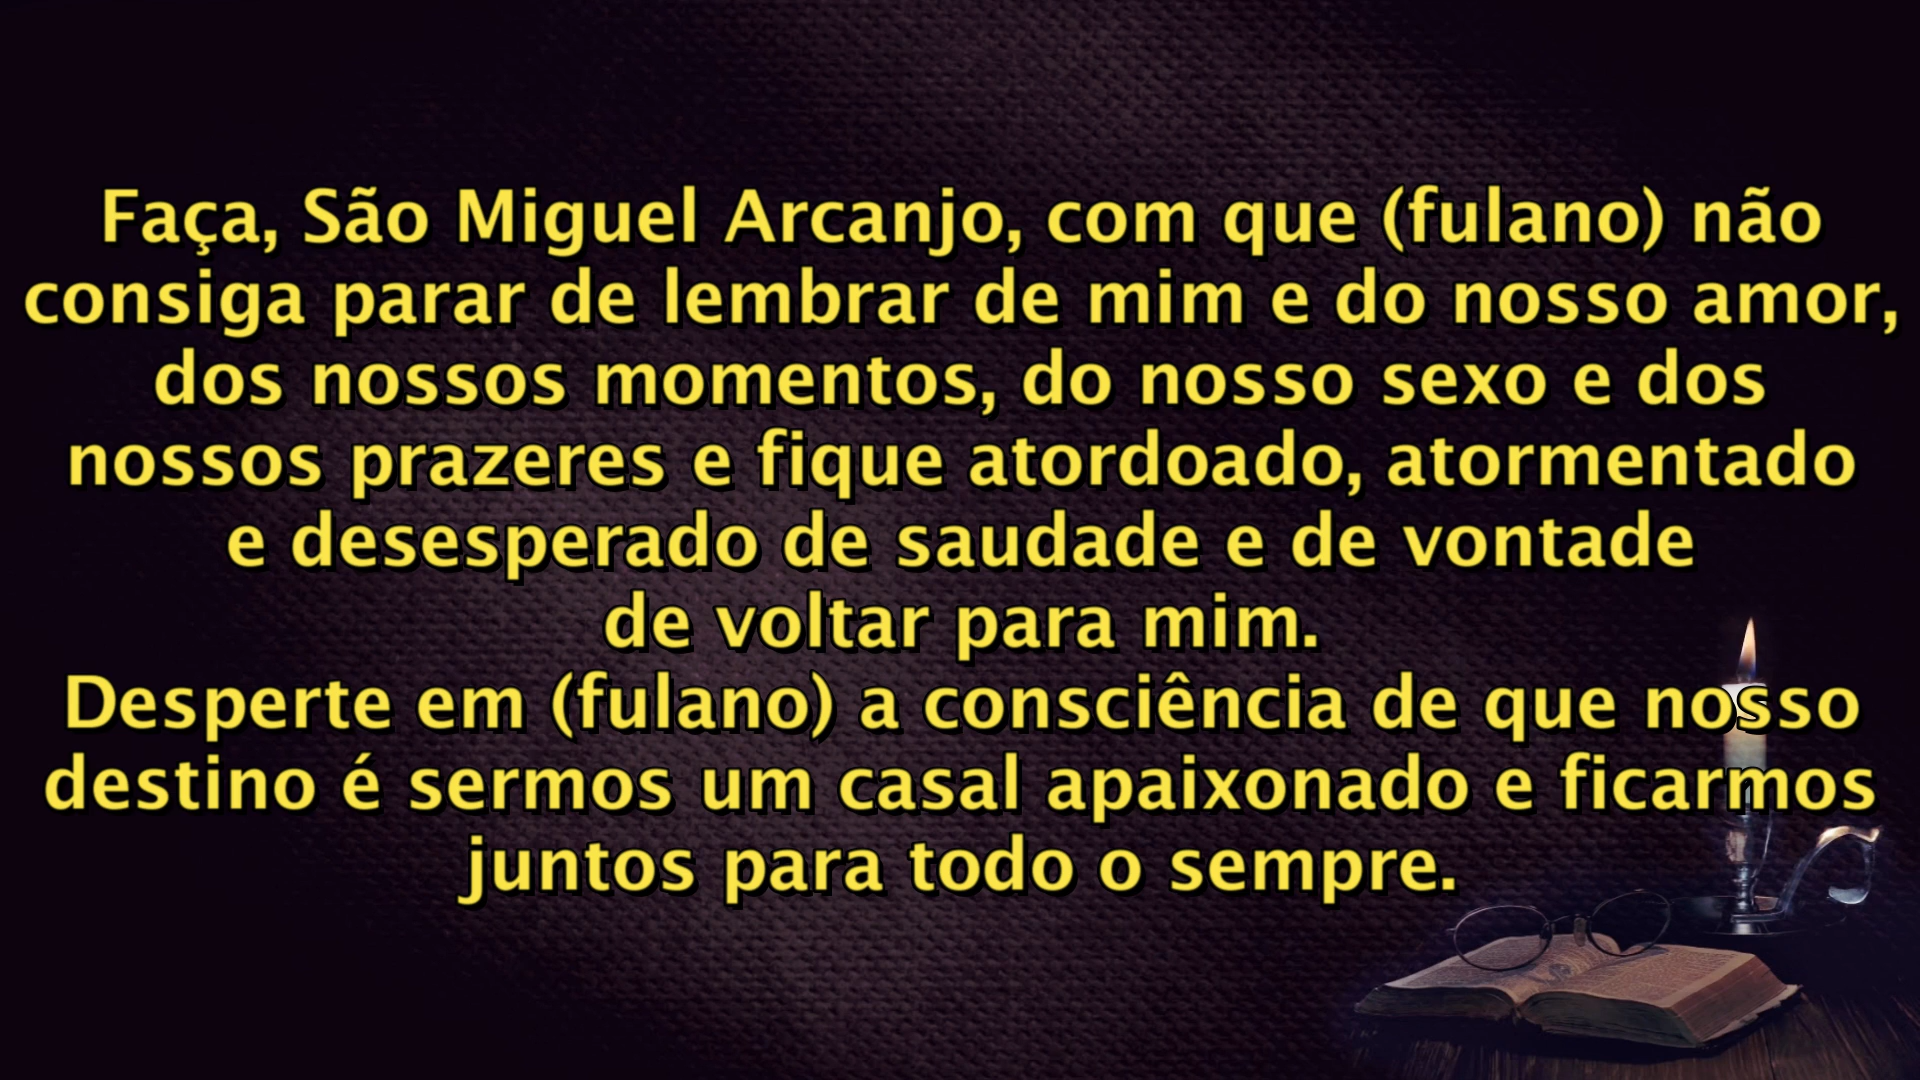 Faça, São Miguel Arcanjo, com que (fulano) não
consiga parar de lembrar de mim e do nosso amor,
dos nossos momentos, do nosso sexo e dos
nossos prazeres e fique atordoado, atormentado
e desesperado de saudade e de vontade
de voltar para mim.
Desperte em (fulano) a consciência de que nosso
destino é sermos um casal apaixonado e ficarmos
juntos para todo o sempre.